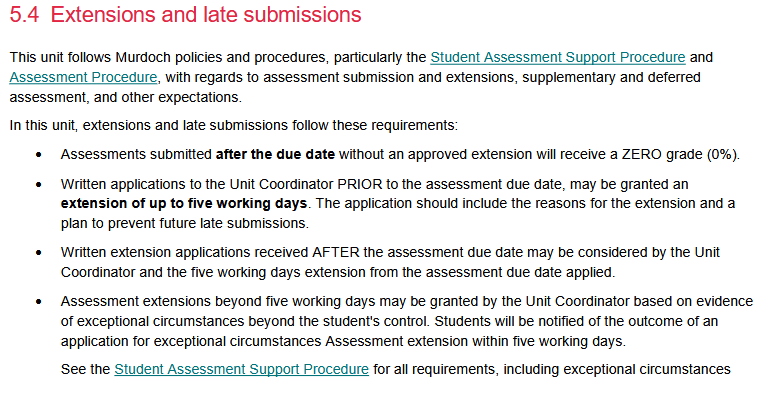 5.4 Extensions and late submissions
This unit follows Murdoch policies and procedures, particularly the Student Assessment Support Procedure and
Assessment Procedure, with regards to assessment submission and extensions, supplementary and deferred
assessment, and other expectations.
In this unit, extensions and late submissions follow these requirements:
• Assessments submitted after the due date without an approved extension will receive a ZERO grade (0%).
• Written applications to the Unit Coordinator PRIOR to the assessment due date, may be granted an
extension of up to five working days. The application should include the reasons for the extension and a
plan to prevent future late submissions.
• Written extension applications received AFTER the assessment due date may be considered by the Unit
Coordinator and the five working days extension from the assessment due date applied.
• Assessment extensions beyond five working days may be granted by the Unit Coordinator based on evidence
of exceptional circumstances beyond the student's control. Students will be notified of the outcome of an
application for exceptional circumstances Assessment extension within five working days.
See the Student Assessment Support Procedure for all requirements, including exceptional circumstances